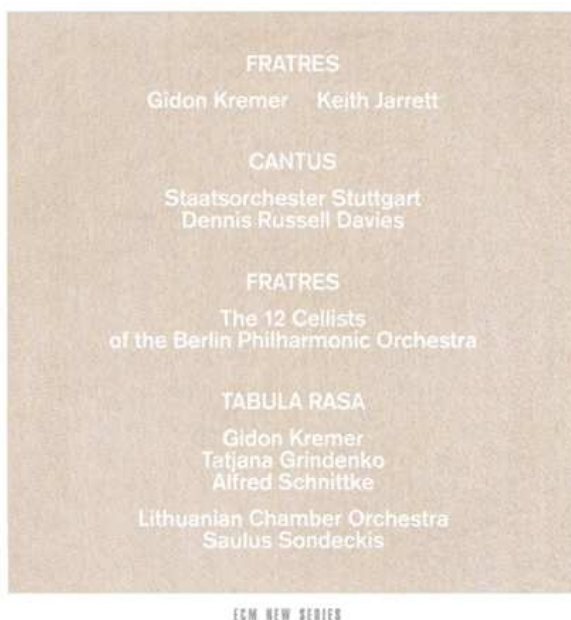 FRATRES
Gidon Kremer Keith Jarrett
CANTUS
Staatsorchester Stuttgart
Dennis Russell Davies
FRATRES
The 12 Cellists
of the Berlin Philharmonic Orchestra
TABULA RASA
Gidon Kremer
Tatjana Grindenko
Alfred Schnittke
Lithuanian Chamber Orchestra
Saulus Sondeckis
ECM NEW SERIES